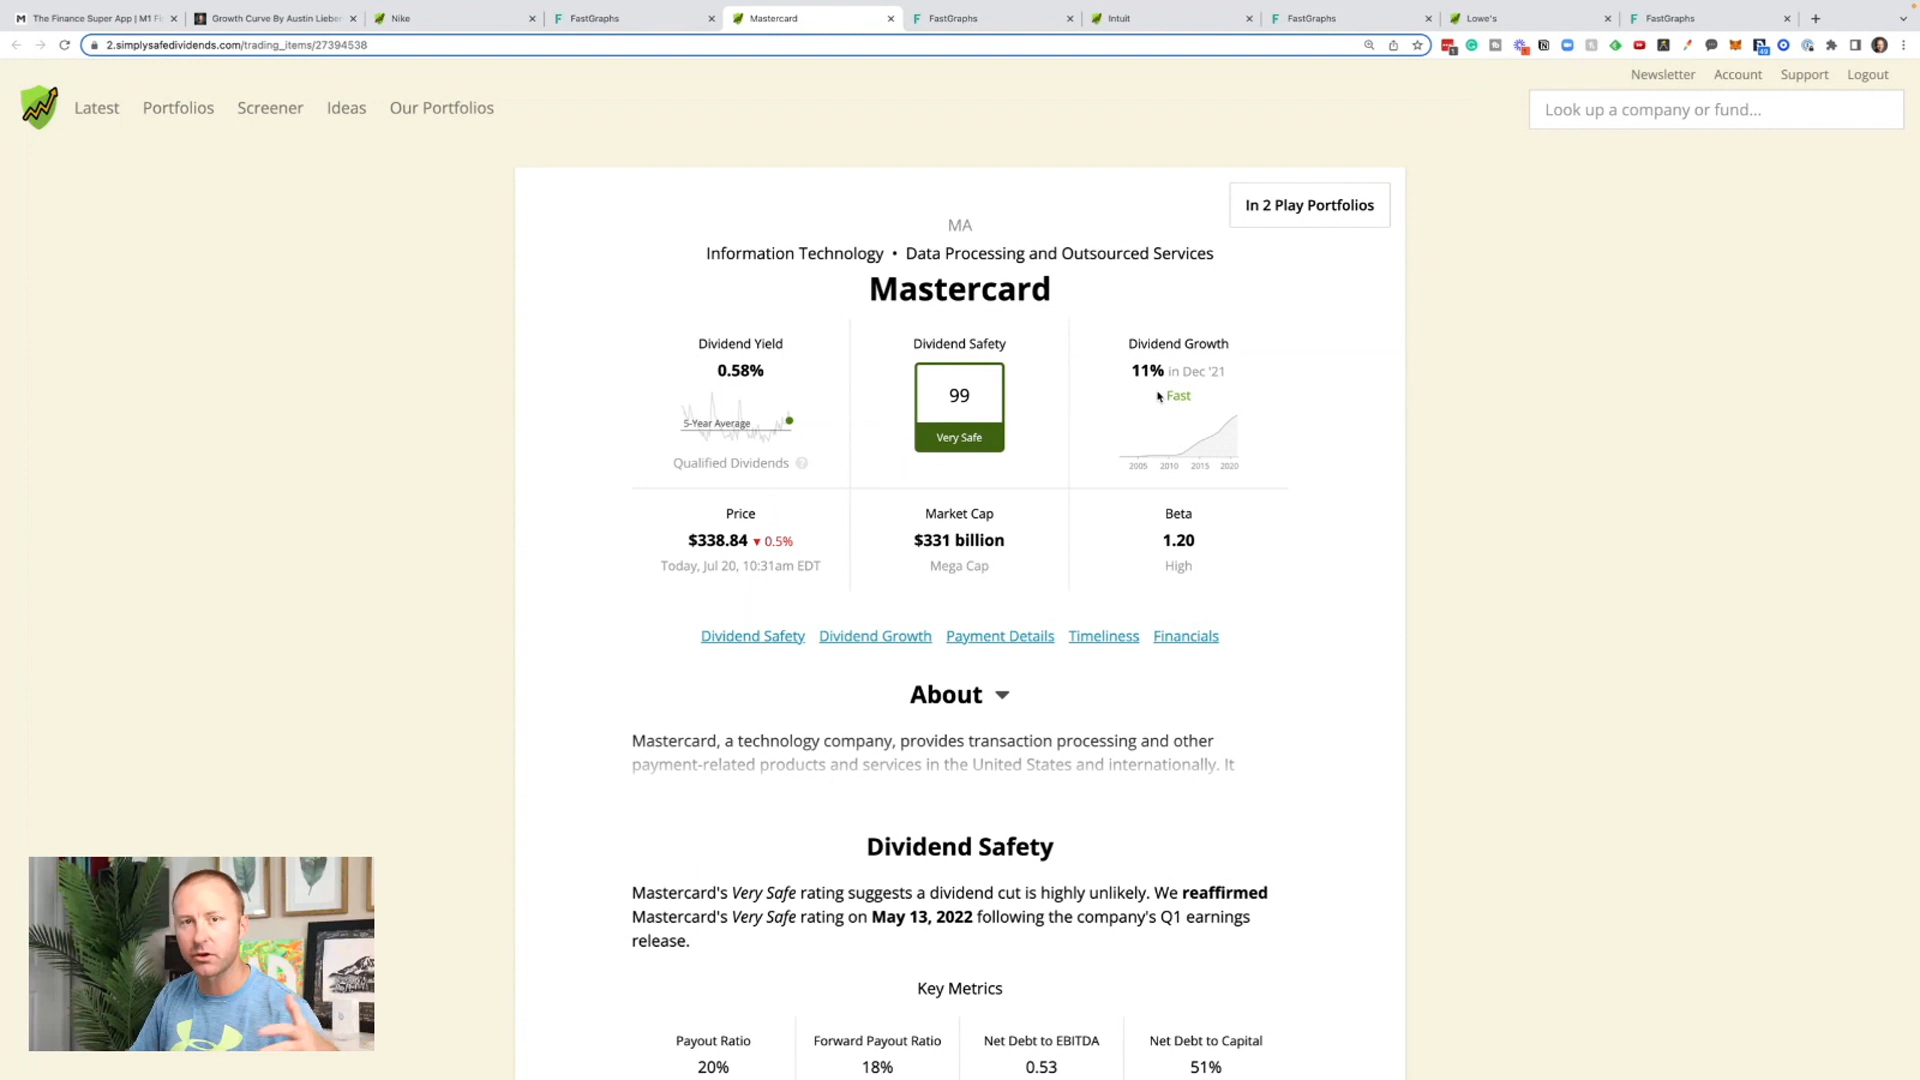 The Finance Super App | M1 Fi
Growth Curve By Austin Lieber
Nike
FastGraphs
Mastercard
FastGraphs
Intuit
FastGraphs
Lowe's
FastGraphs
2.simplysafedividends.com/trading_items/27394538
Newsletter Account Support Logout
Latest Portfolios Screener Ideas Our Portfolios
Look up a company or fund...
In 2 Play Portfolios
MA
Information Technology • Data Processing and Outsourced Services
Mastercard
Dividend Yield
0.58%
5-Year Average
Qualified Dividends ?
Dividend Safety
99
Very Safe
Dividend Growth
11% in Dec '21
Fast
2005 2010 2015 2020
Price
$338.84 ▼ 0.5%
Today, Jul 20, 10:31am EDT
Market Cap
$331 billion
Mega Cap
Beta
1.20
High
Dividend Safety Dividend Growth Payment Details Timeliness Financials
About
Mastercard, a technology company, provides transaction processing and other
payment-related products and services in the United States and internationally. It
Dividend Safety
Mastercard's Very Safe rating suggests a dividend cut is highly unlikely. We reaffirmed
Mastercard's Very Safe rating on May 13, 2022 following the company's Q1 earnings
release.
Key Metrics
Payout Ratio
20%
Forward Payout Ratio
18%
Net Debt to EBITDA
0.53
Net Debt to Capital
51%